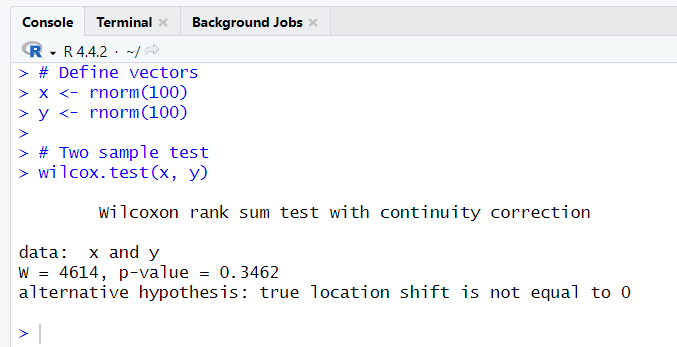 Console Terminal Background Jobs
R R 4.4.2 · ~/
> # Define vectors
> x <- rnorm(100)
> y <- rnorm(100)
>
> # Two sample test
> wilcox.test(x, y)
Wilcoxon rank sum test with continuity correction
data:  x and y
W = 4614, p-value = 0.3462
alternative hypothesis: true location shift is not equal to 0
>